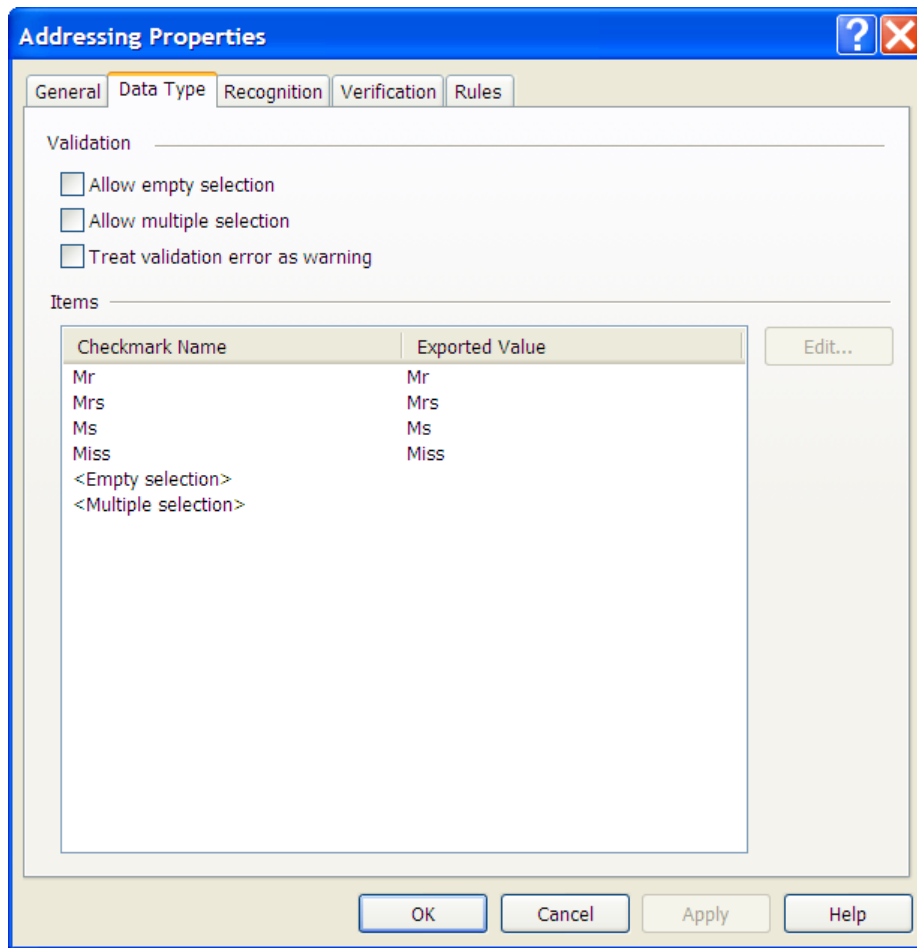 Addressing Properties
General Data Type Recognition Verification Rules
Validation
Allow empty selection
Allow multiple selection
Treat validation error as warning
Items
Checkmark Name Exported Value Edit...
Mr Mr
Mrs Mrs
Ms Ms
Miss Miss
<Empty selection>
<Multiple selection>
OK Cancel Apply Help